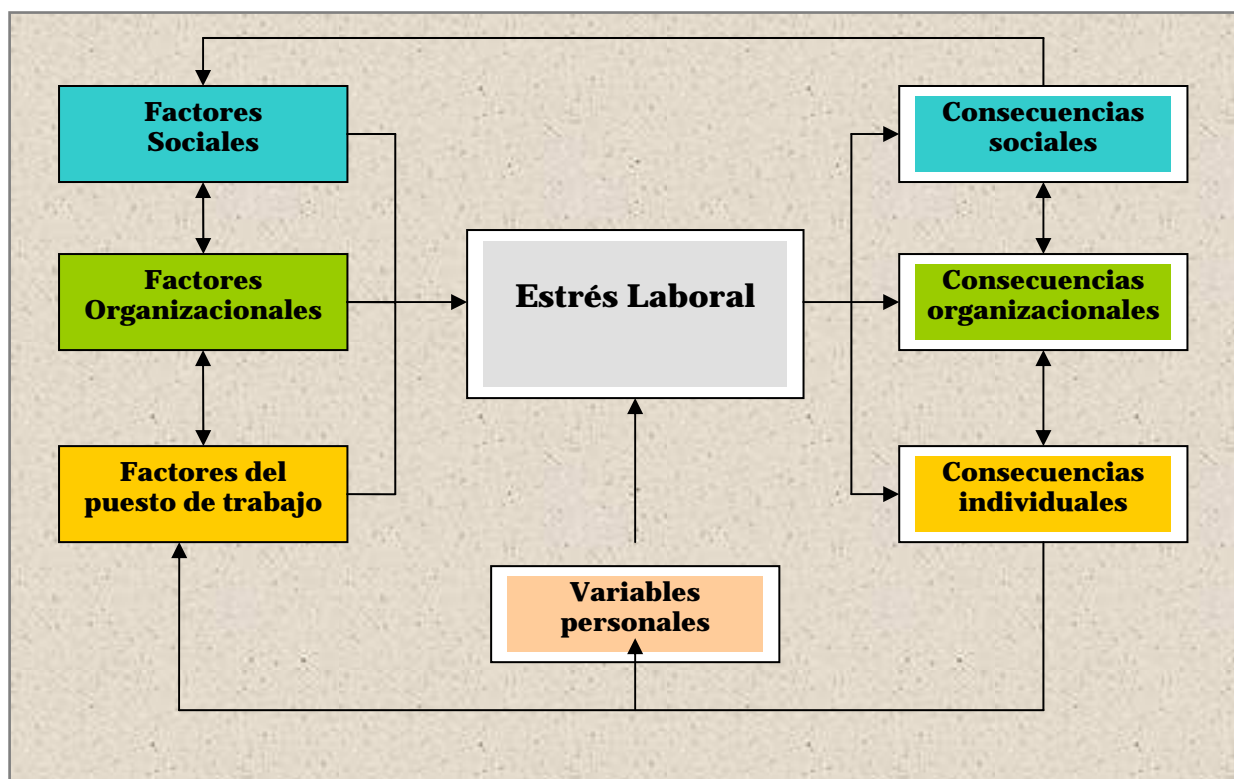 Factores
Sociales
Consecuencias
sociales
Factores
Organizacionales
Estrés Laboral
Consecuencias
organizacionales
Factores del
puesto de trabajo
Consecuencias
individuales
Variables
personales